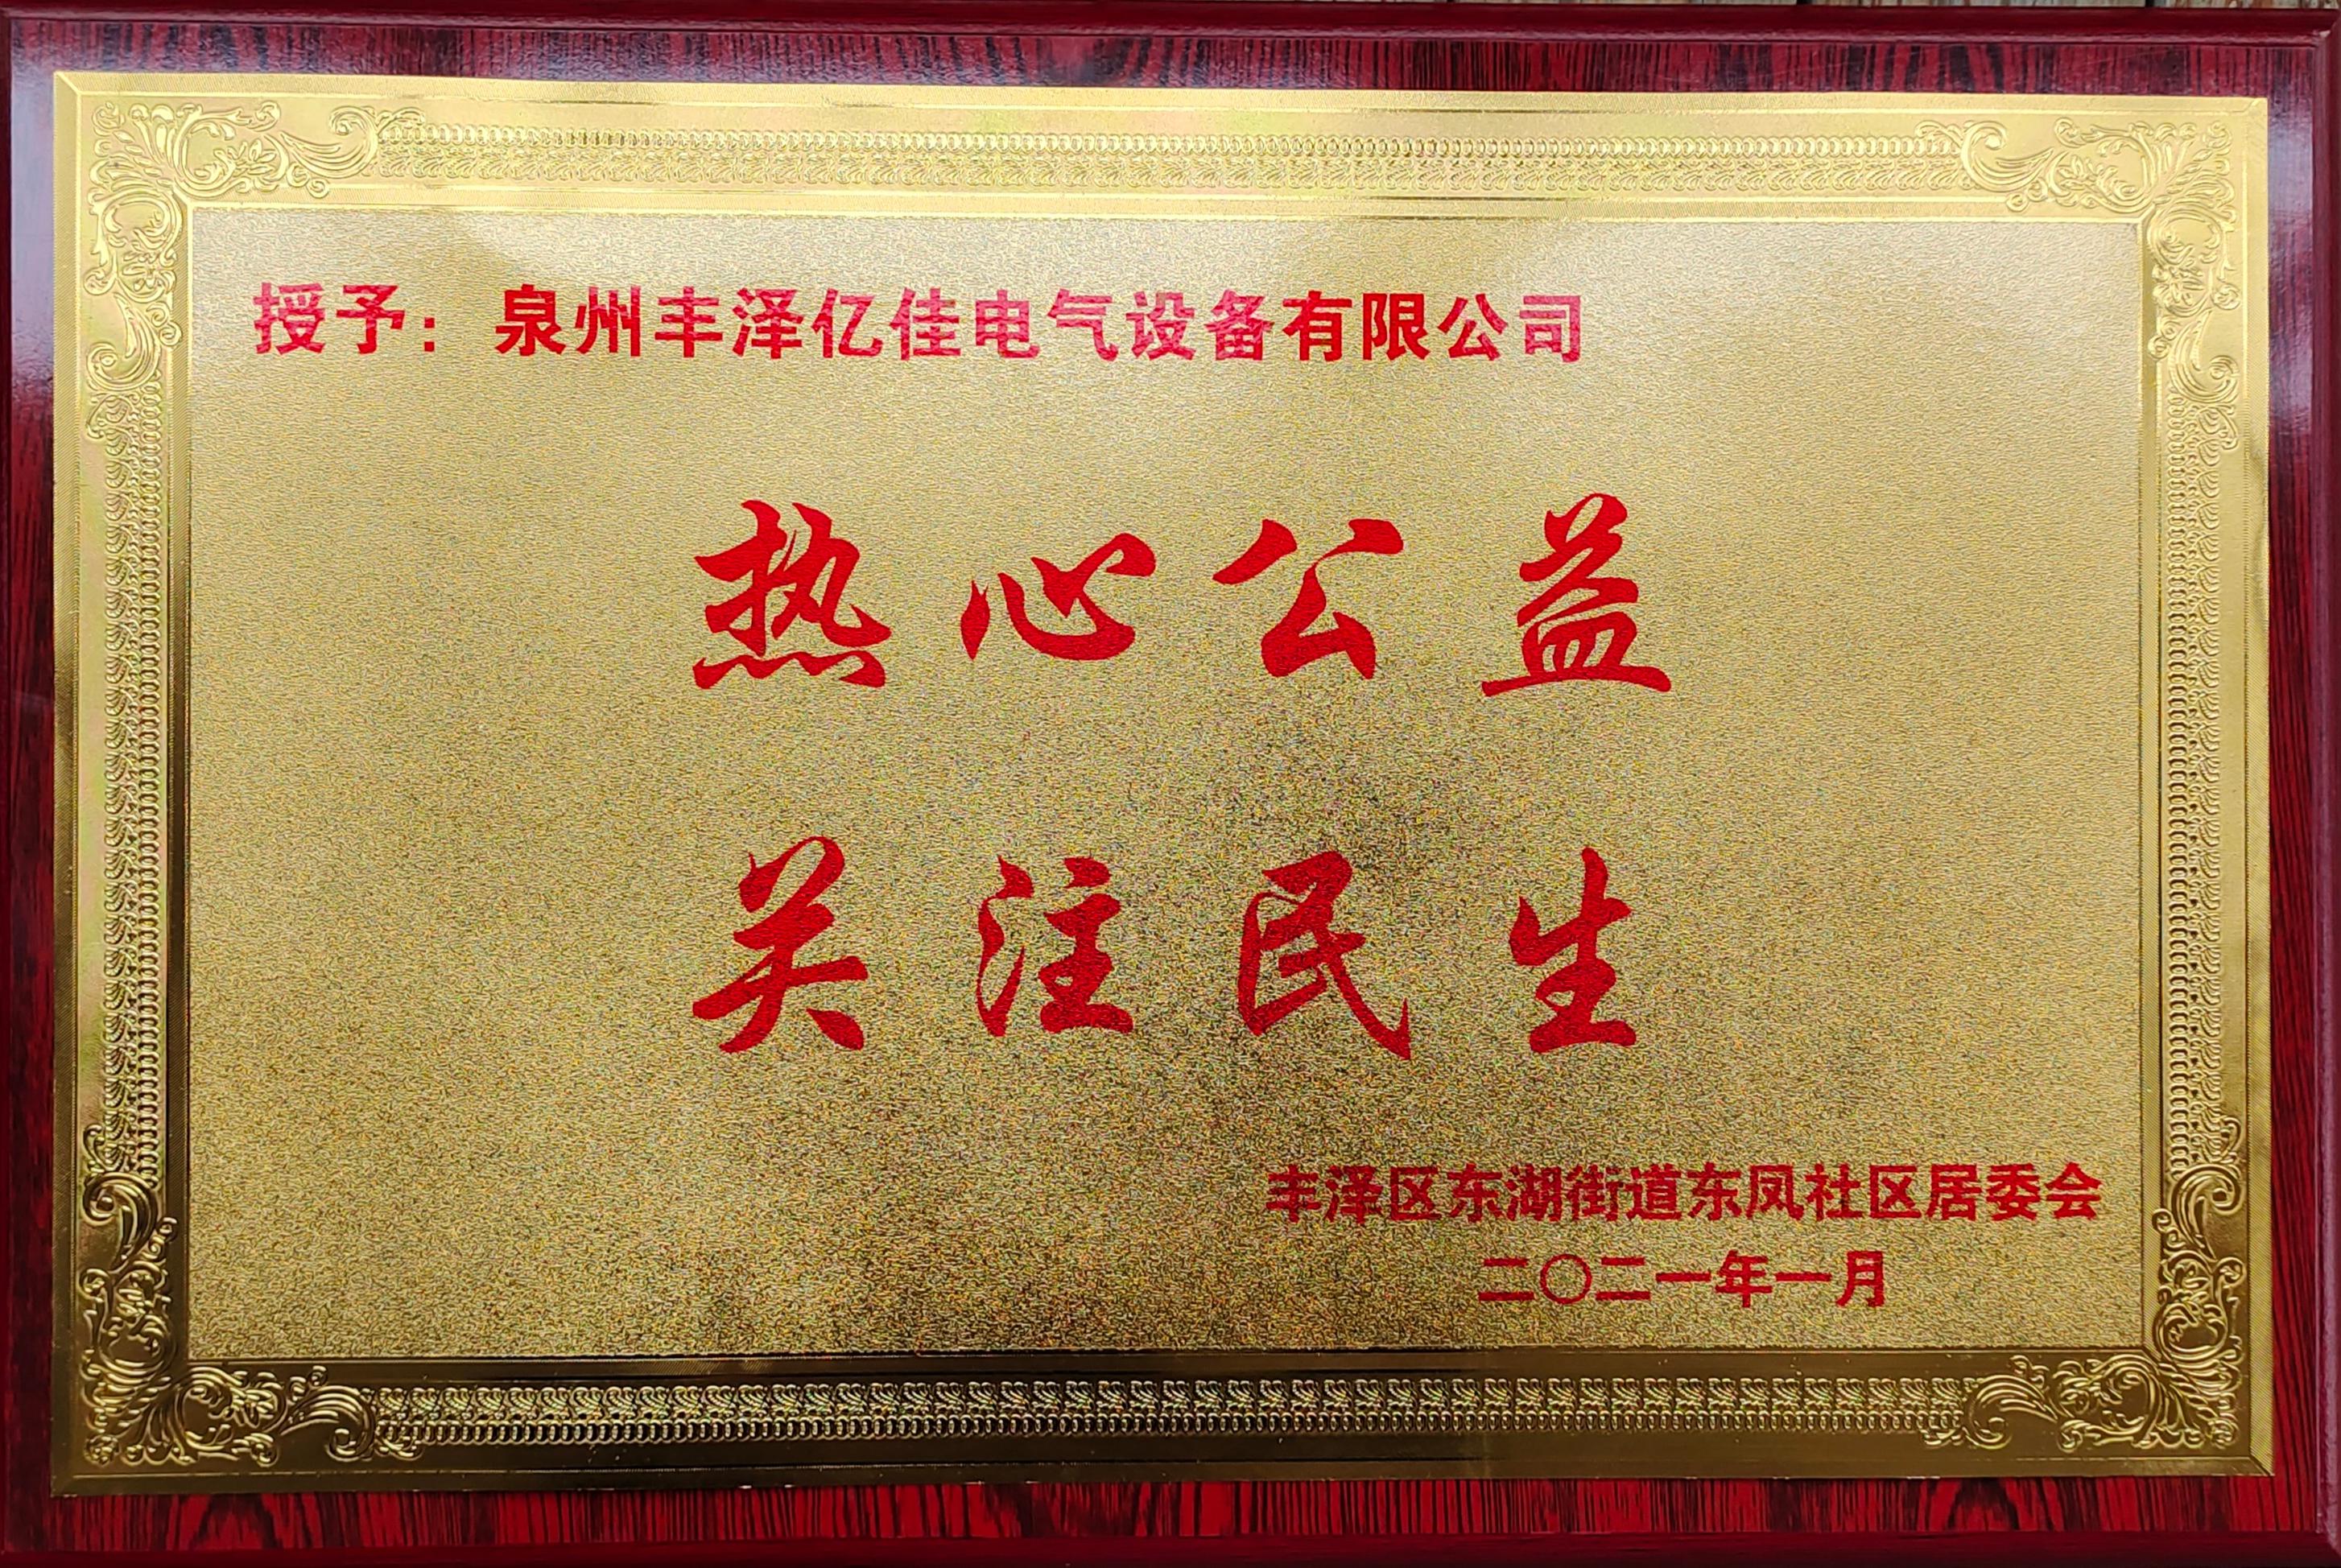 授予：泉州丰泽亿佳电气设备有限公司
热心公益
关注民生
丰泽区东湖街道东凤社区居委会
二〇二一年一月